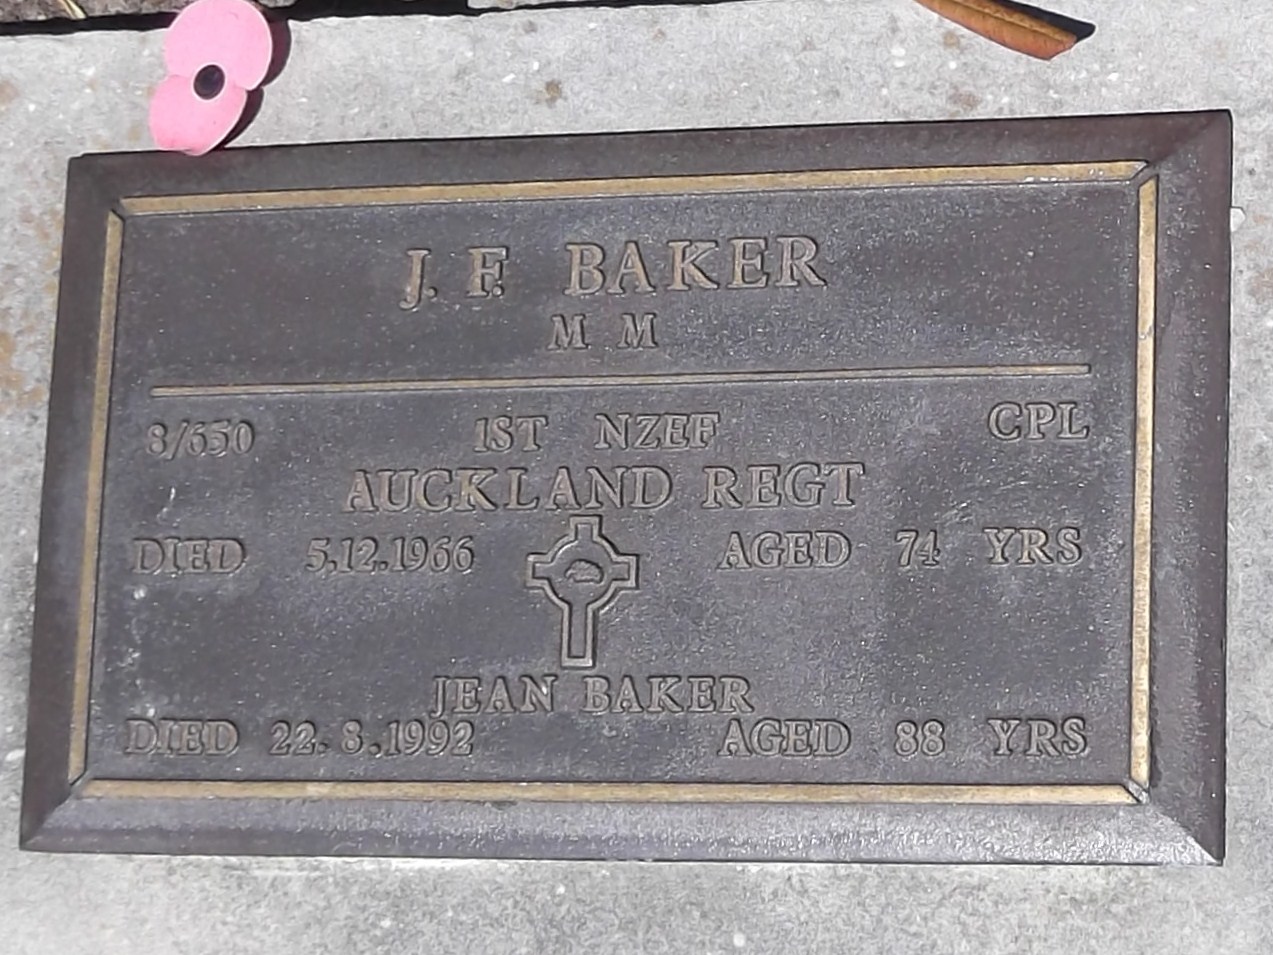 J. F. BAKER
M M
8/650 1ST NZEF CPL
AUCKLAND REGT
DIED 5.12.1966 AGED 74 YRS
JEAN BAKER
DIED 22.8.1992 AGED 88 YRS